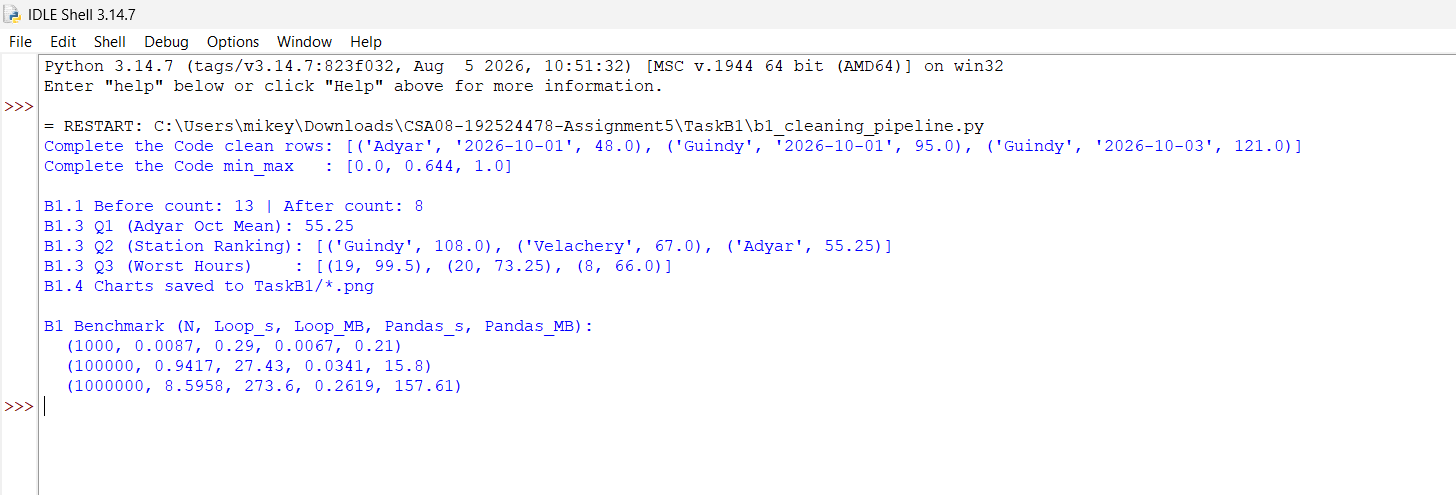 IDLE Shell 3.14.7
File Edit Shell Debug Options Window Help
Python 3.14.7 (tags/v3.14.7:823f032, Aug  5 2026, 10:51:32) [MSC v.1944 64 bit (AMD64)] on win32
Enter "help" below or click "Help" above for more information.
>>>
= RESTART: C:\Users\mikey\Downloads\CSA08-192524478-Assignment5\TaskB1\b1_cleaning_pipeline.py
Complete the Code clean rows: [('Adyar', '2026-10-01', 48.0), ('Guindy', '2026-10-01', 95.0), ('Guindy', '2026-10-03', 121.0)]
Complete the Code min_max   : [0.0, 0.644, 1.0]
B1.1 Before count: 13 | After count: 8
B1.3 Q1 (Adyar Oct Mean): 55.25
B1.3 Q2 (Station Ranking): [('Guindy', 108.0), ('Velachery', 67.0), ('Adyar', 55.25)]
B1.3 Q3 (Worst Hours)    : [(19, 99.5), (20, 73.25), (8, 66.0)]
B1.4 Charts saved to TaskB1/*.png
B1 Benchmark (N, Loop_s, Loop_MB, Pandas_s, Pandas_MB):
  (1000, 0.0087, 0.29, 0.0067, 0.21)
  (100000, 0.9417, 27.43, 0.0341, 15.8)
  (1000000, 8.5958, 273.6, 0.2619, 157.61)
>>>